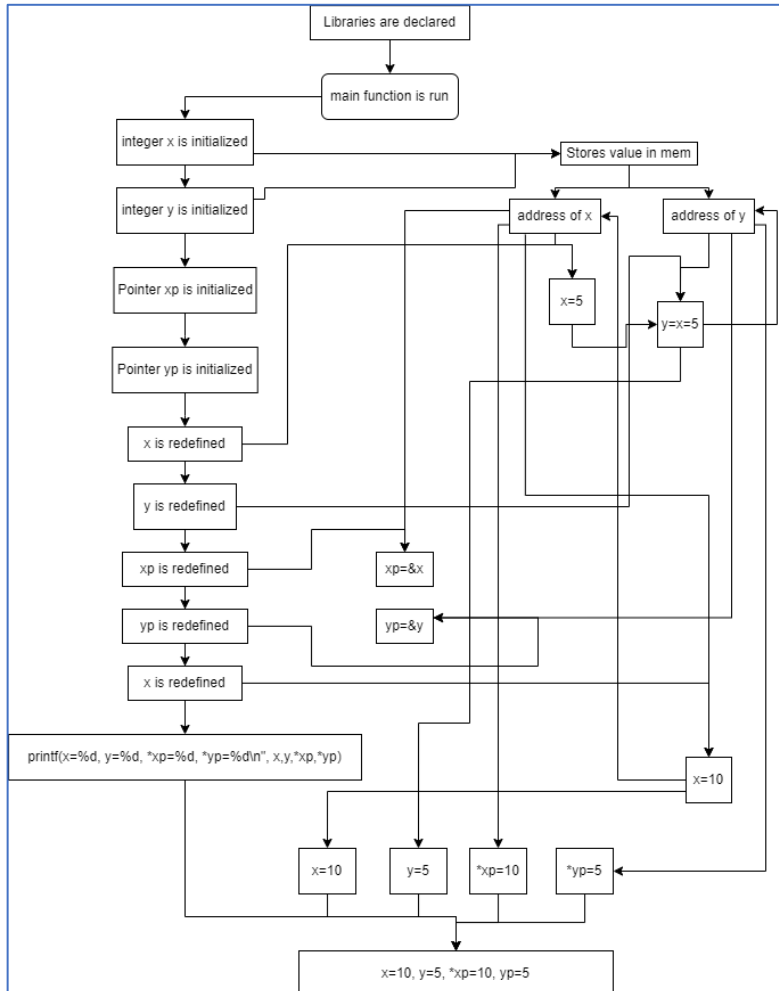 Libraries are declared
main function is run
integer x is initialized
Stores value in mem
integer y is initialized
address of x
address of y
Pointer xp is initialized
x=5
y=x=5
Pointer yp is initialized
x is redefined
y is redefined
xp is redefined
xp=&x
yp is redefined
yp=&y
x is redefined
printf(x=%d, y=%d, *xp=%d, *yp=%d\n", x,y,*xp,*yp)
x=10
x=10
y=5
*xp=10
*yp=5
x=10, y=5, *xp=10, yp=5